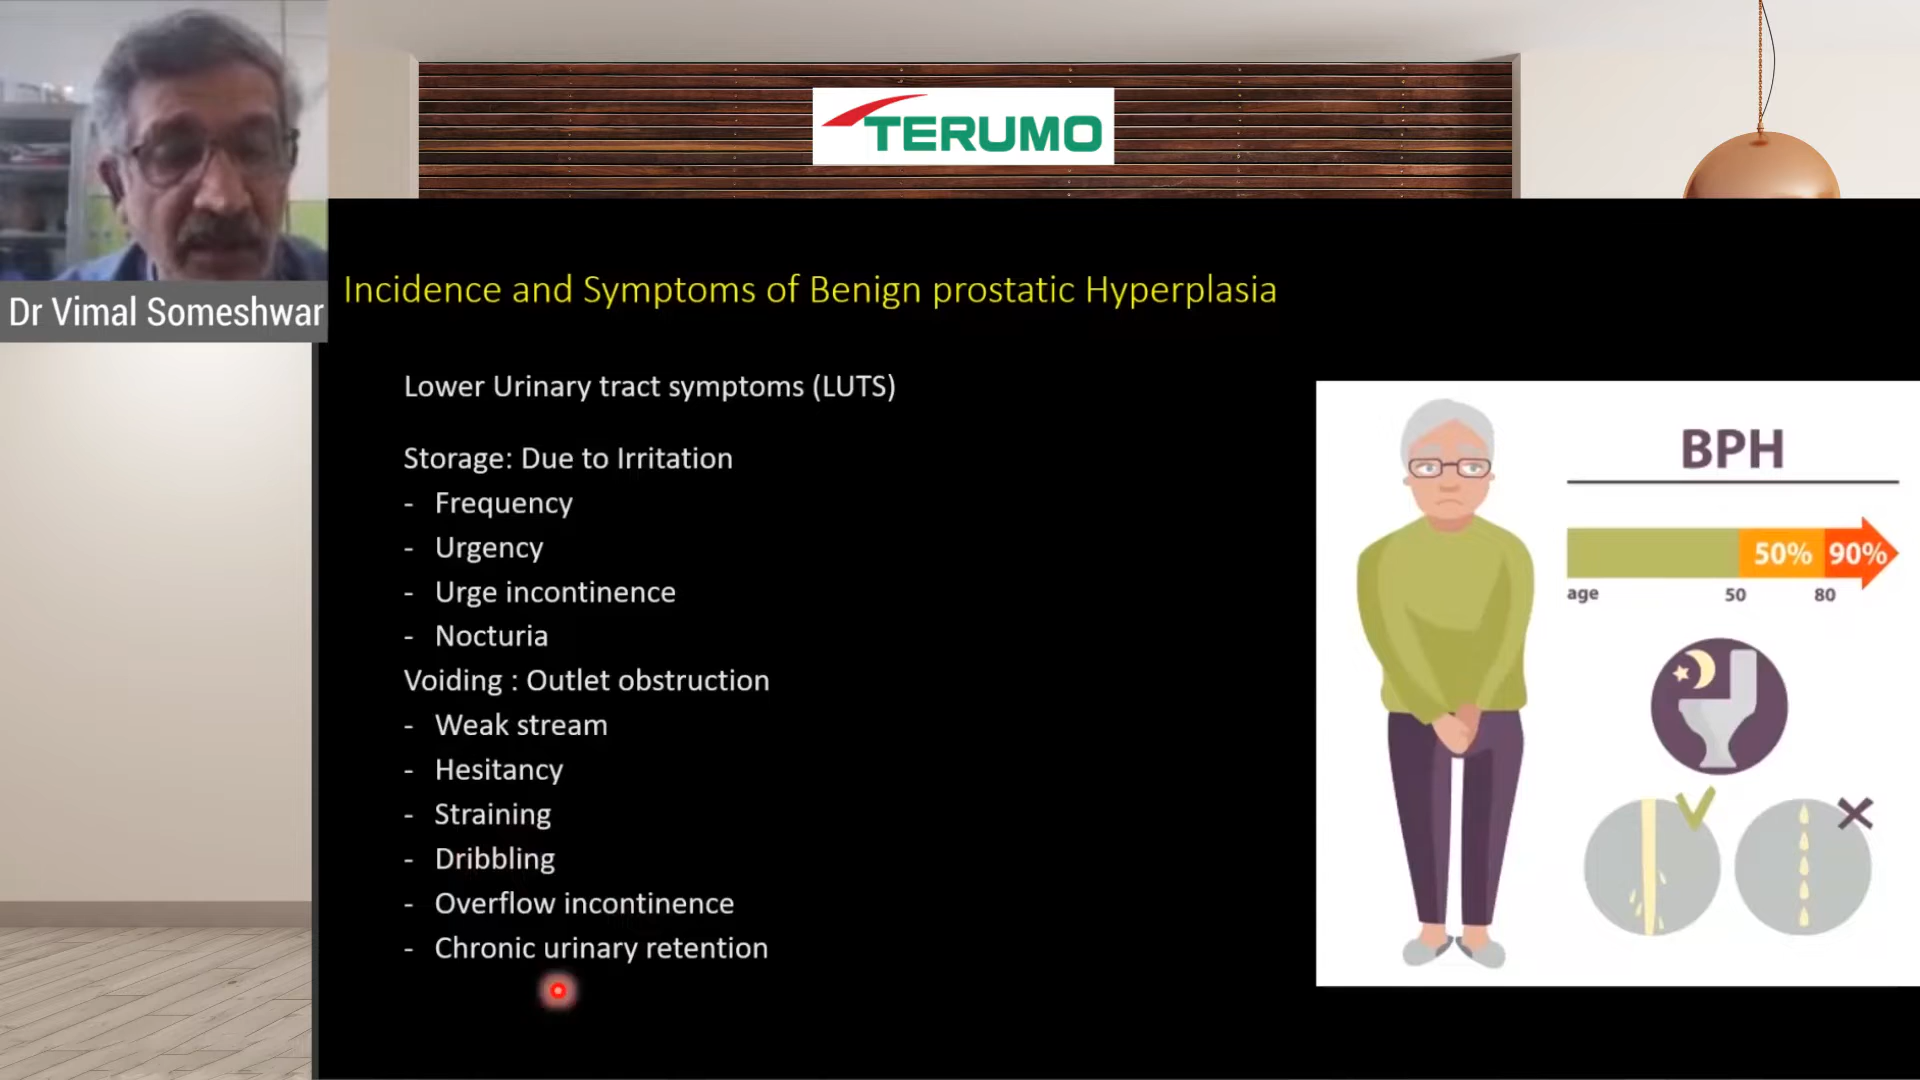 TERUMO
Dr Vimal Someshwar
Incidence and Symptoms of Benign prostatic Hyperplasia
Lower Urinary tract symptoms (LUTS)
Storage: Due to Irritation
- Frequency
- Urgency
- Urge incontinence
- Nocturia
Voiding : Outlet obstruction
- Weak stream
- Hesitancy
- Straining
- Dribbling
- Overflow incontinence
- Chronic urinary retention
BPH
50% 90%
age 50 80